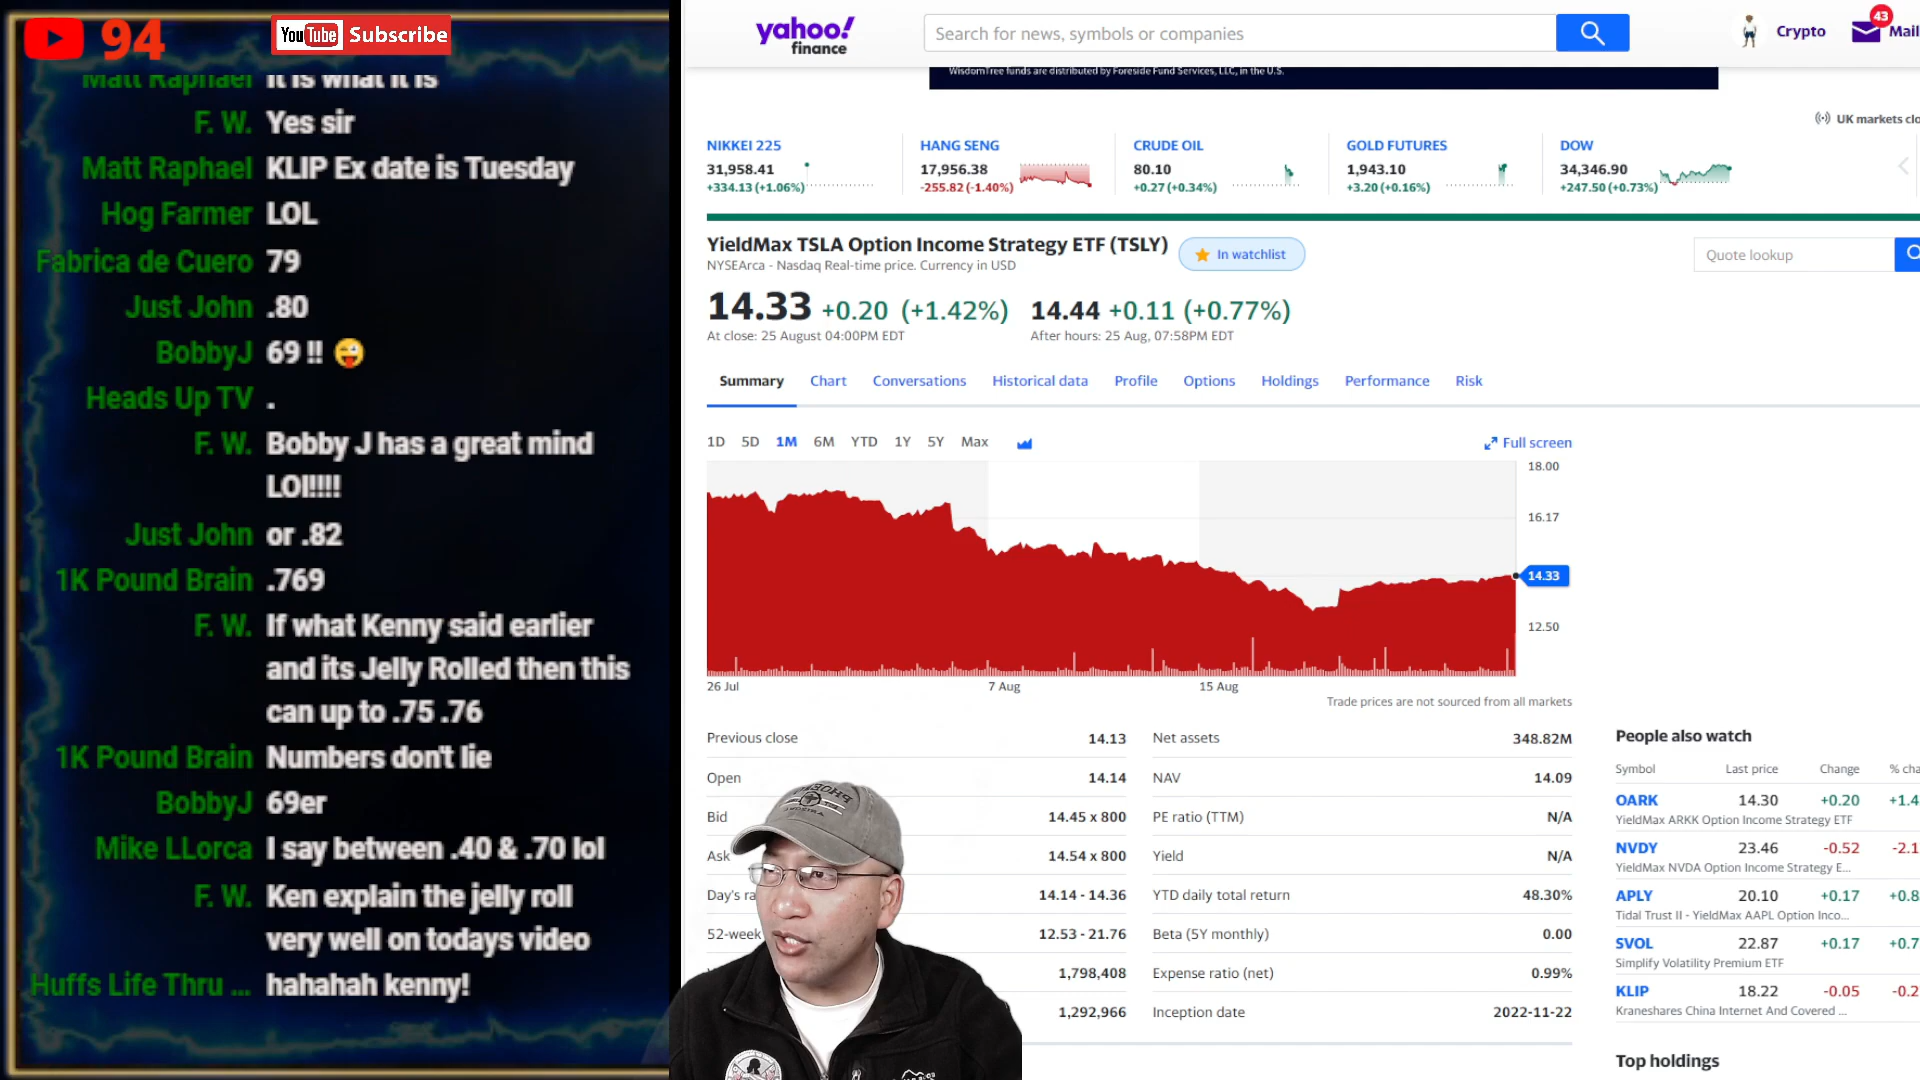 94
YouTube Subscribe
Matt Raphael It is what it is
F. W. Yes sir
Matt Raphael KLIP Ex date is Tuesday
Hog Farmer LOL
Fabrica de Cuero 79
Just John .80
BobbyJ 69 !! 😜
Heads Up TV .
F. W. Bobby J has a great mind
LOl!!!!
Just John or .82
1K Pound Brain .769
F. W. If what Kenny said earlier
and its Jelly Rolled then this
can up to .75 .76
1K Pound Brain Numbers don't lie
BobbyJ 69er
Mike LLorca I say between .40 & .70 lol
F. W. Ken explain the jelly roll
very well on todays video
Huffs Life Thru ... hahahah kenny!
yahoo!
finance
Search for news, symbols or companies
Crypto
43
Mail
WisdomTree funds are distributed by Foreside Fund Services, LLC, in the U.S.
UK markets clo
NIKKEI 225
31,958.41
+334.13 (+1.06%)
HANG SENG
17,956.38
-255.82 (-1.40%)
CRUDE OIL
80.10
+0.27 (+0.34%)
GOLD FUTURES
1,943.10
+3.20 (+0.16%)
DOW
34,346.90
+247.50 (+0.73%)
YieldMax TSLA Option Income Strategy ETF (TSLY)
In watchlist
NYSEArca - Nasdaq Real-time price. Currency in USD
Quote lookup
14.33 +0.20 (+1.42%)
At close: 25 August 04:00PM EDT
14.44 +0.11 (+0.77%)
After hours: 25 Aug, 07:58PM EDT
Summary Chart Conversations Historical data Profile Options Holdings Performance Risk
1D 5D 1M 6M YTD 1Y 5Y Max
Full screen
18.00
16.17
14.33
12.50
26 Jul 7 Aug 15 Aug
Trade prices are not sourced from all markets
Previous close 14.13
Open 14.14
Bid 14.45 x 800
Ask 14.54 x 800
Day's ra 14.14 - 14.36
52-week 12.53 - 21.76
1,798,408
1,292,966
Net assets 348.82M
NAV 14.09
PE ratio (TTM) N/A
Yield N/A
YTD daily total return 48.30%
Beta (5Y monthly) 0.00
Expense ratio (net) 0.99%
Inception date 2022-11-22
People also watch
Symbol Last price Change % cha
OARK 14.30 +0.20 +1.4
YieldMax ARKK Option Income Strategy ETF
NVDY 23.46 -0.52 -2.1
YieldMax NVDA Option Income Strategy E...
APLY 20.10 +0.17 +0.8
Tidal Trust II - YieldMax AAPL Option Inco...
SVOL 22.87 +0.17 +0.7
Simplify Volatility Premium ETF
KLIP 18.22 -0.05 -0.2
Kraneshares China Internet And Covered ...
Top holdings